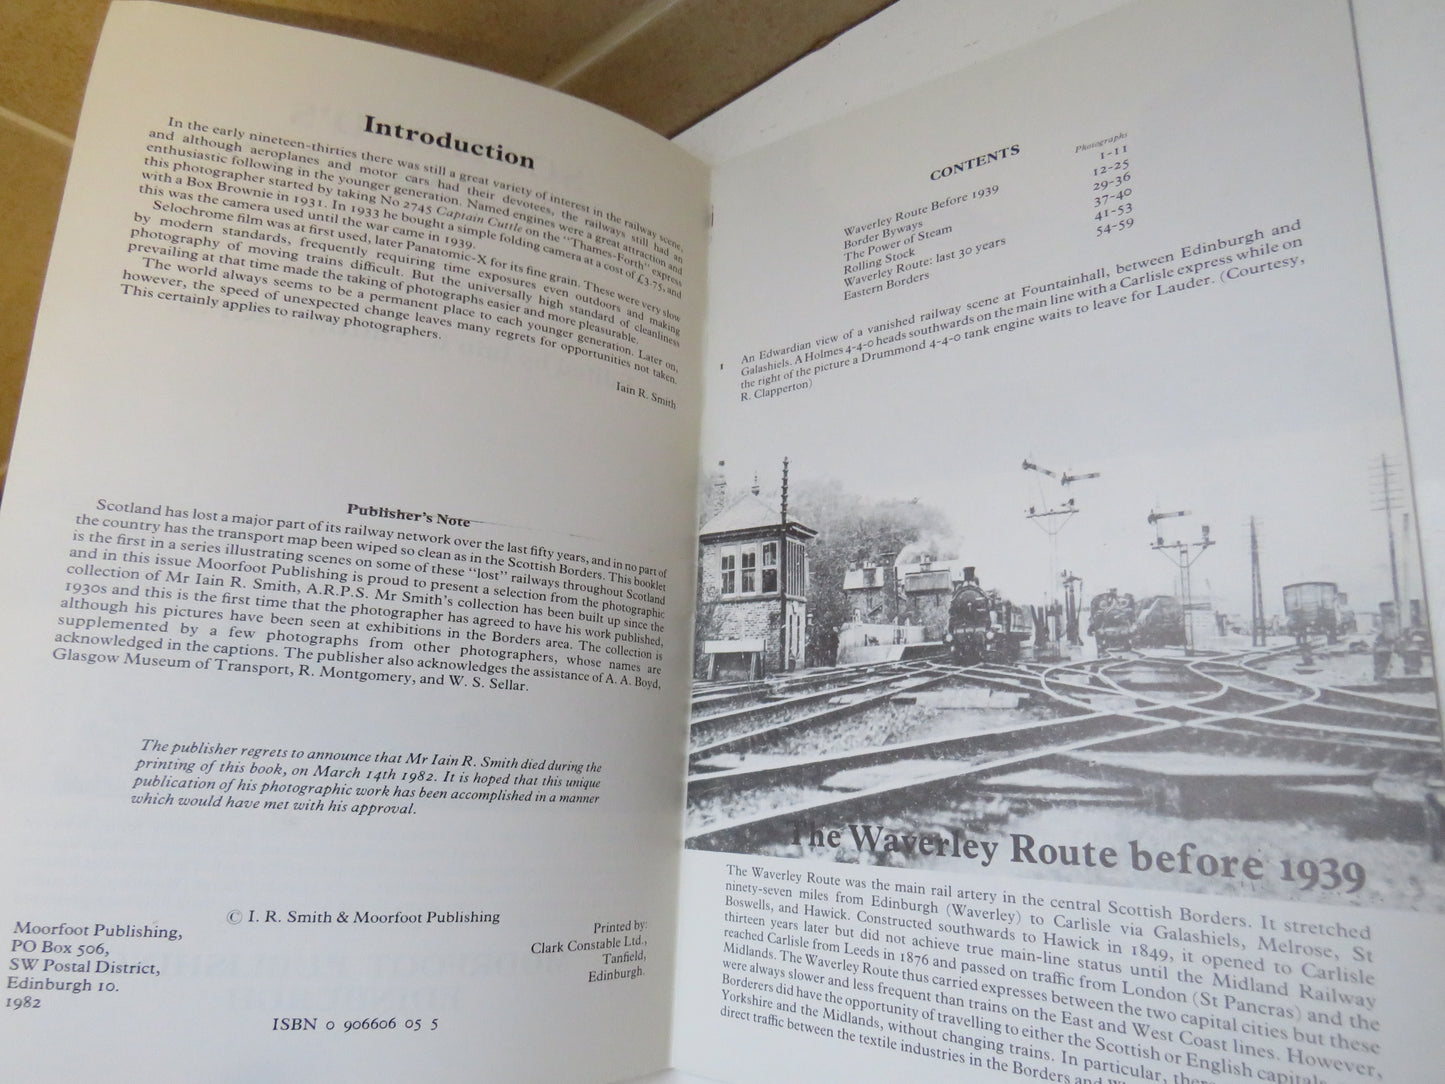 Introduction
In the early nineteen-thirties there was still a great variety of interest in the railway scene,
and although aeroplanes and motor cars had their devotees, the railways still had an
enthusiastic following in the younger generation. Named engines were a great attraction and
this photographer started by taking No 2745 Captain Cuttle on the "Thames-Forth" express
with a Box Brownie in 1931. In 1933 he bought a simple folding camera at a cost of £3.75, and
this was the camera used until the war came in 1939.
Selochrome film was at first used, later Panatomic-X for its fine grain. These were very slow
by modern standards, frequently requiring time exposures even outdoors and making
photography of moving trains difficult. But the universally high standard of cleanliness
prevailing at that time made the taking of photographs easier and more pleasurable.
The world always seems to be a permanent place to each younger generation. Later on,
however, the speed of unexpected change leaves many regrets for opportunities not taken.
This certainly applies to railway photographers.
Iain R. Smith
Publisher's Note
Scotland has lost a major part of its railway network over the last fifty years, and in no part of
the country has the transport map been wiped so clean as in the Scottish Borders. This booklet
is the first in a series illustrating scenes on some of these "lost" railways throughout Scotland
and in this issue Moorfoot Publishing is proud to present a selection from the photographic
collection of Mr Iain R. Smith, A.R.P.S. Mr Smith's collection has been built up since the
1930s and this is the first time that the photographer has agreed to have his work published,
although his pictures have been seen at exhibitions in the Borders area. The collection is
supplemented by a few photographs from other photographers, whose names are
acknowledged in the captions. The publisher also acknowledges the assistance of A. A. Boyd,
Glasgow Museum of Transport, R. Montgomery, and W. S. Sellar.
The publisher regrets to announce that Mr Iain R. Smith died during the
printing of this book, on March 14th 1982. It is hoped that this unique
publication of his photographic work has been accomplished in a manner
which would have met with his approval.
© I. R. Smith & Moorfoot Publishing
Moorfoot Publishing,
PO Box 506,
SW Postal District,
Edinburgh 10.
1982
Printed by:
Clark Constable Ltd.,
Tanfield,
Edinburgh.
ISBN 0 906606 05 5
CONTENTS
Photographs
Waverley Route Before 1939 1-11
Border Byways 12-25
The Power of Steam 29-36
Rolling Stock 37-40
Waverley Route: last 30 years 41-53
Eastern Borders 54-59
1 An Edwardian view of a vanished railway scene at Fountainhall, between Edinburgh and
Galashiels. A Holmes 4-4-0 heads southwards on the main line with a Carlisle express while on
the right of the picture a Drummond 4-4-0 tank engine waits to leave for Lauder. (Courtesy,
R. Clapperton)
The Waverley Route before 1939
The Waverley Route was the main rail artery in the central Scottish Borders. It stretched
ninety-seven miles from Edinburgh (Waverley) to Carlisle via Galashiels, Melrose, St
Boswells, and Hawick. Constructed southwards to Hawick in 1849, it opened to Carlisle
thirteen years later but did not achieve true main-line status until the Midland Railway
reached Carlisle from Leeds in 1876 and passed on traffic from London (St Pancras) and the
Midlands. The Waverley Route thus carried expresses between the two capital cities but these
were always slower and less frequent than trains on the East and West Coast lines. However,
Borderers did have the opportunity of travelling to either the Scottish or English capital
Yorkshire and the Midlands, without changing trains. In particular,
direct traffic between the textile industries in the Borders and